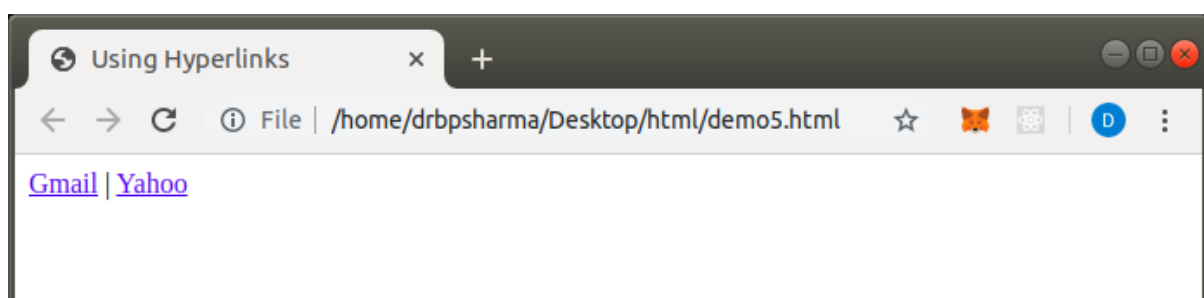 Using Hyperlinks
File | /home/drbpsharma/Desktop/html/demo5.html D
Gmail | Yahoo